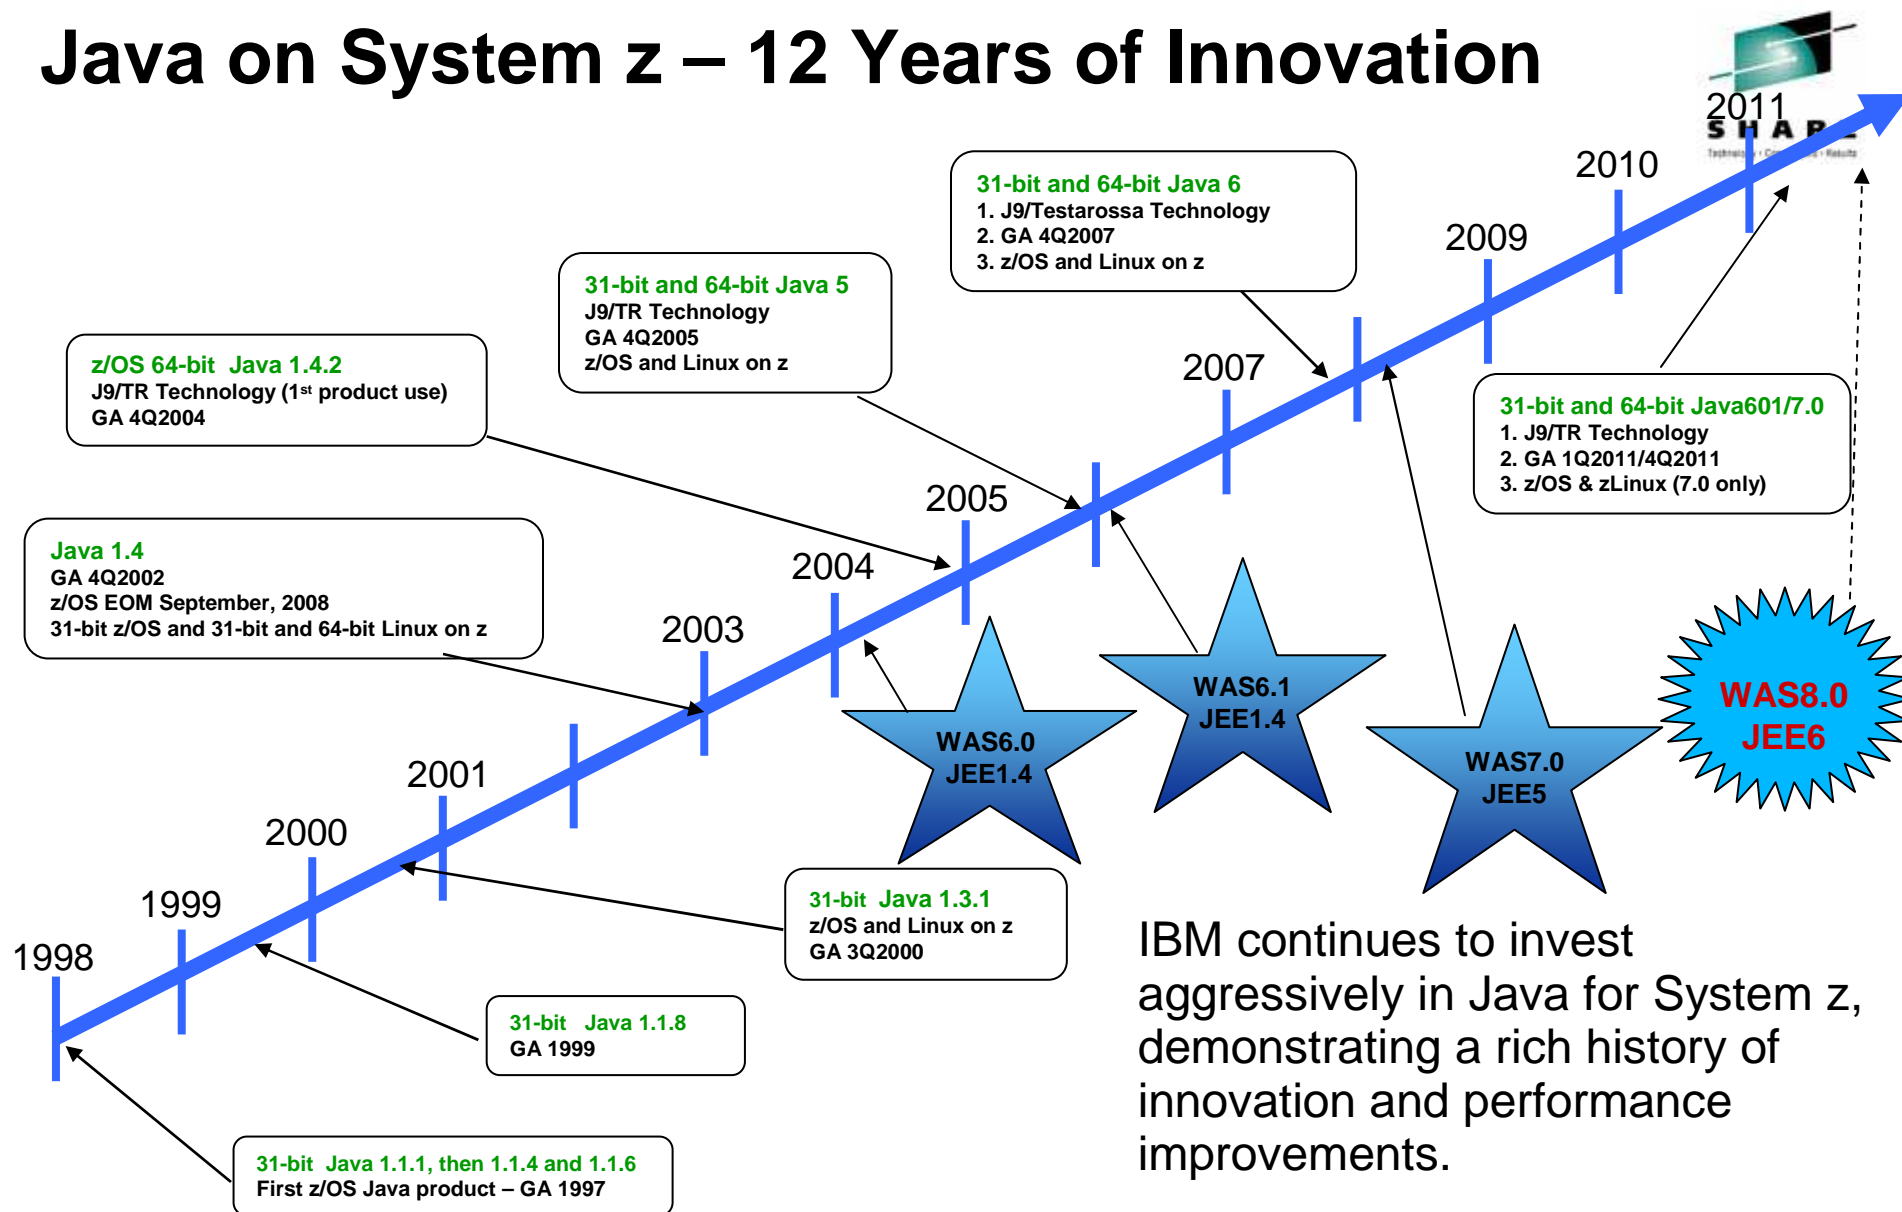 Java on System z – 12 Years of Innovation
2011
SHARE
Technology · Connections · Results
2010
31-bit and 64-bit Java 6
1. J9/Testarossa Technology
2. GA 4Q2007
3. z/OS and Linux on z
2009
31-bit and 64-bit Java 5
J9/TR Technology
GA 4Q2005
z/OS and Linux on z
2007
z/OS 64-bit Java 1.4.2
J9/TR Technology (1st product use)
GA 4Q2004
31-bit and 64-bit Java601/7.0
1. J9/TR Technology
2. GA 1Q2011/4Q2011
3. z/OS & zLinux (7.0 only)
2005
Java 1.4
GA 4Q2002
z/OS EOM September, 2008
31-bit z/OS and 31-bit and 64-bit Linux on z
2004
2003
WAS6.0
JEE1.4
WAS6.1
JEE1.4
WAS7.0
JEE5
WAS8.0
JEE6
2001
2000
1999
1998
31-bit Java 1.3.1
z/OS and Linux on z
GA 3Q2000
31-bit Java 1.1.8
GA 1999
31-bit Java 1.1.1, then 1.1.4 and 1.1.6
First z/OS Java product – GA 1997
IBM continues to invest
aggressively in Java for System z,
demonstrating a rich history of
innovation and performance
improvements.